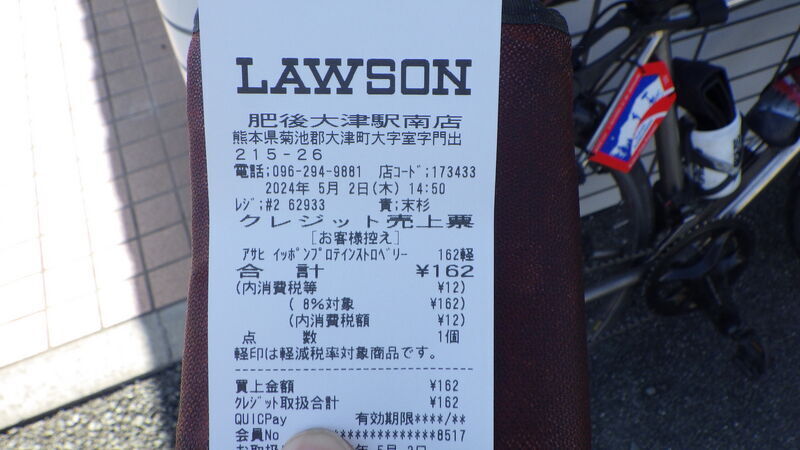 LAWSON
肥後大津駅南店
熊本県菊池郡大津町大字室字門出
215-26
電話;096-294-9881 店コード;173433
2024年 5月 2日(木) 14:50
レジ;#2 62933 責;末杉
クレジット売上票
[お客様控え]
アサヒ イッポンプロテインストロベリー 162軽
合 計 ¥162
(内消費税等 ¥12)
( 8%対象 ¥162)
(内消費税額 ¥12)
点 数 1個
軽印は軽減税率対象商品です。
買上金額 ¥162
クレジット取扱合計 ¥162
QUICPay 有効期限****/**
会員No *************8517